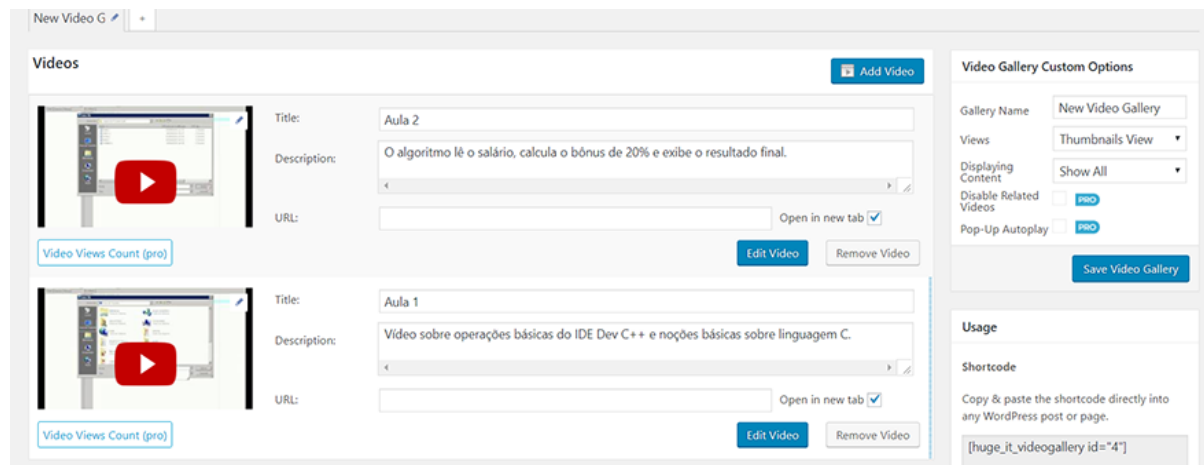 New Video G
+
Videos
Add Video
Title:
Aula 2
Description:
O algoritmo lê o salário, calcula o bônus de 20% e exibe o resultado final.
URL:
Open in new tab
Video Views Count (pro)
Edit Video
Remove Video
Title:
Aula 1
Description:
Vídeo sobre operações básicas do IDE Dev C++ e noções básicas sobre linguagem C.
URL:
Open in new tab
Video Views Count (pro)
Edit Video
Remove Video
Video Gallery Custom Options
Gallery Name
New Video Gallery
Views
Thumbnails View
Displaying
Content
Show All
Disable Related
Videos
PRO
Pop-Up Autoplay
PRO
Save Video Gallery
Usage
Shortcode
Copy & paste the shortcode directly into
any WordPress post or page.
[huge_it_videogallery id="4"]